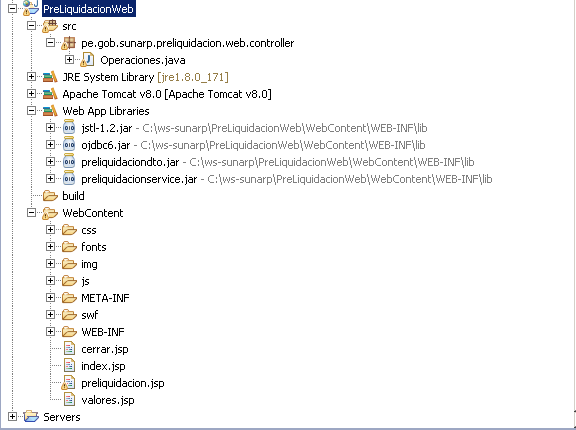 PreLiquidacionWeb
src
pe.gob.sunarp.preliquidacion.web.controller
Operaciones.java
JRE System Library [jre1.8.0_171]
Apache Tomcat v8.0 [Apache Tomcat v8.0]
Web App Libraries
jstl-1.2.jar - C:\ws-sunarp\PreLiquidacionWeb\WebContent\WEB-INF\lib
ojdbc6.jar - C:\ws-sunarp\PreLiquidacionWeb\WebContent\WEB-INF\lib
preliquidaciondto.jar - C:\ws-sunarp\PreLiquidacionWeb\WebContent\WEB-INF\lib
preliquidacionservice.jar - C:\ws-sunarp\PreLiquidacionWeb\WebContent\WEB-INF\lib
build
WebContent
css
fonts
img
js
META-INF
swf
WEB-INF
cerrar.jsp
index.jsp
preliquidacion.jsp
valores.jsp
Servers